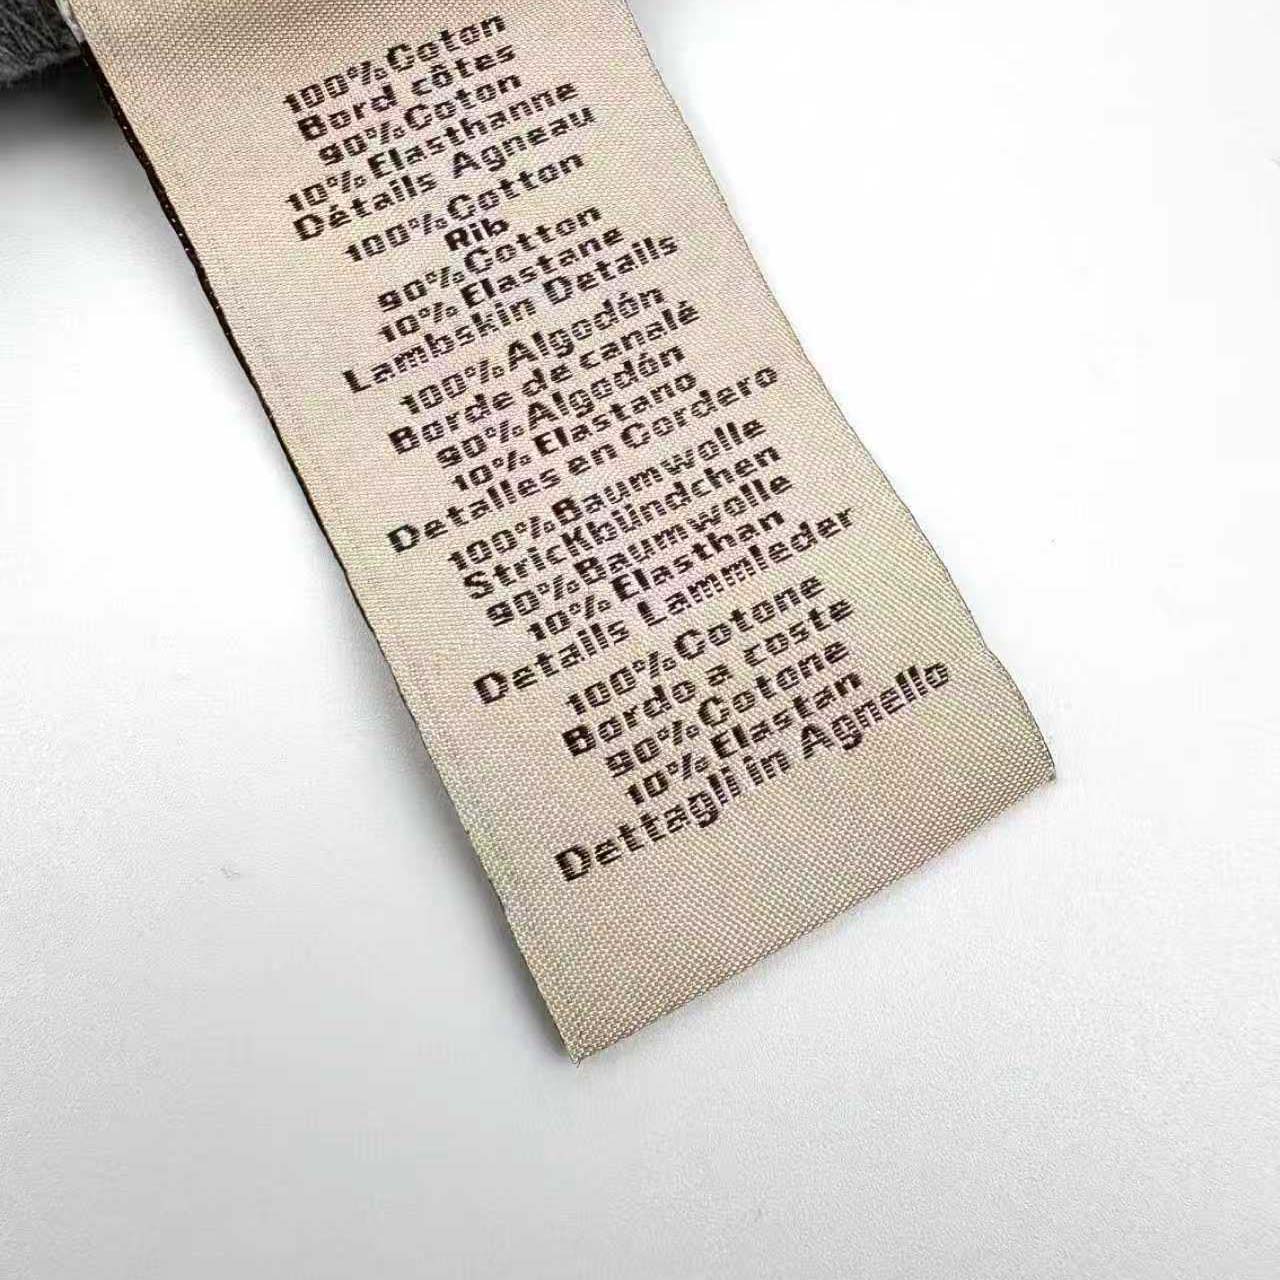 100%Coton
Bord côtes
90%Coton
10%Elasthanne
Détails Agneau
100%Cotton
Rib
90%Cotton
10%Elastane
Lambskin Details
100%Algodón
Borde de canalé
90%Algodón
10%Elastano
Detalles en Cordero
100%Baumwolle
StricKbündchen
90%Baumwolle
10%Elasthan
Details Lammleder
100%Cotone
Bordo a coste
90%Cotone
10%Elastan
Dettagli in Agnello